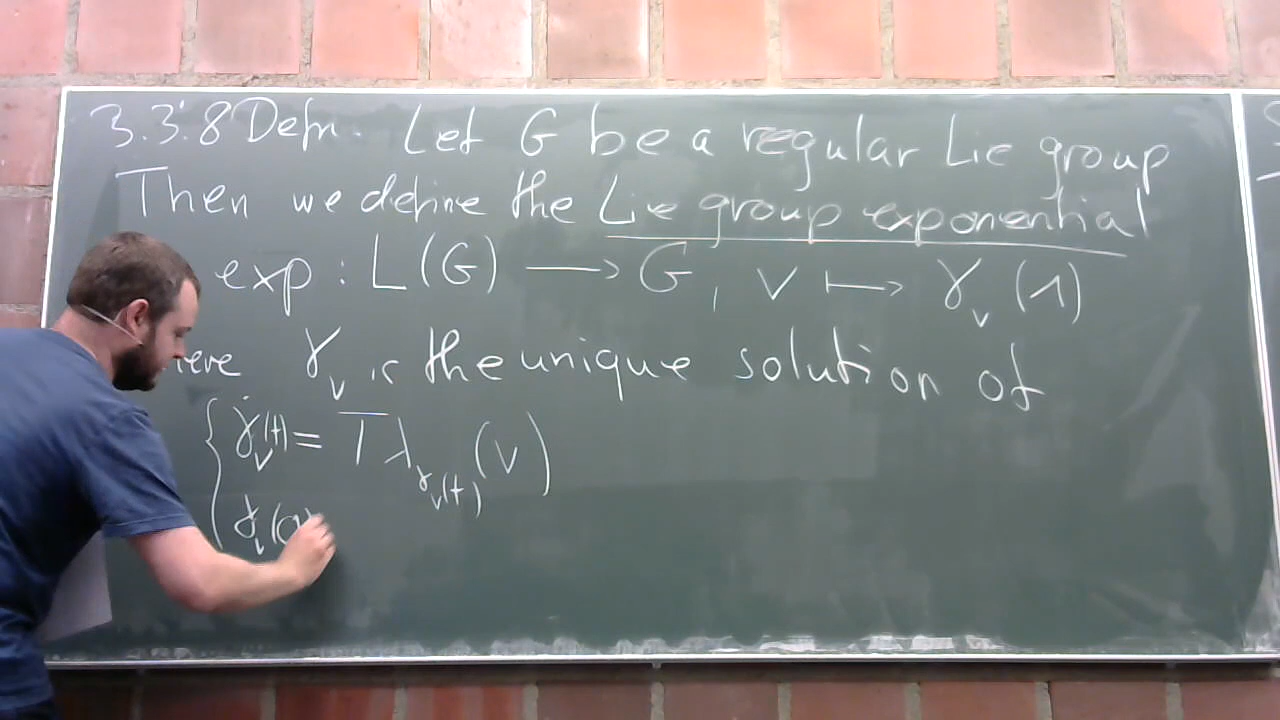 3.3.8 Defn. Let G be a regular Lie group
Then we define the Lie group exponential
exp : L(G) ⟶ G, v ⟼ γ_v (1)
γ_v is the unique solution of
{ γ̇_v(t) = Tλ_{γ_v(t)} (v)
γ_v(0)